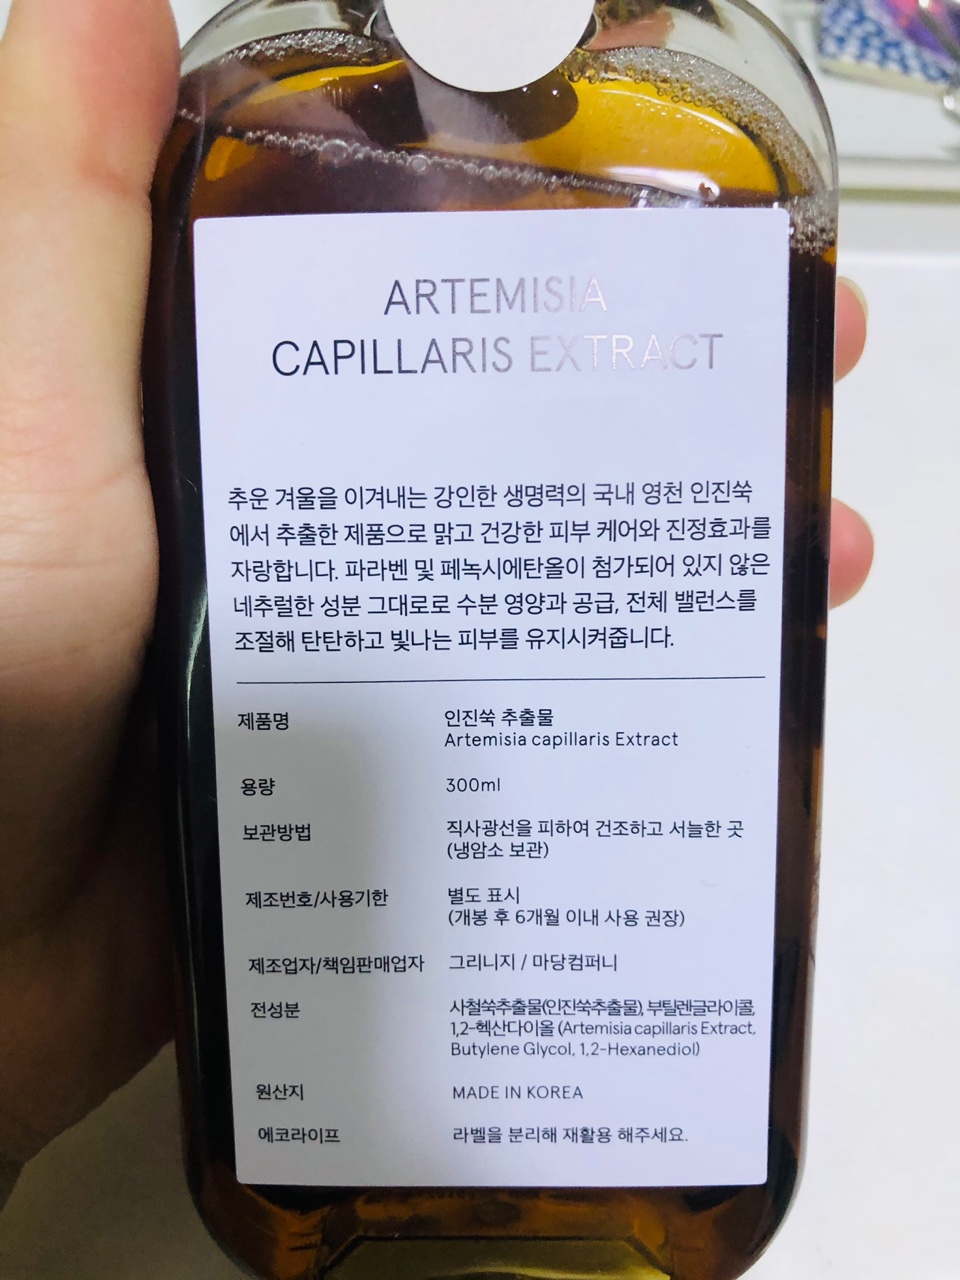 ARTEMISIA
CAPILLARIS EXTRACT
추운 겨울을 이겨내는 강인한 생명력의 국내 영천 인진쑥
에서 추출한 제품으로 맑고 건강한 피부 케어와 진정효과를
자랑합니다. 파라벤 및 페녹시에탄올이 첨가되어 있지 않은
네추럴한 성분 그대로로 수분 영양과 공급, 전체 밸런스를
조절해 탄탄하고 빛나는 피부를 유지시켜줍니다.
제품명 인진쑥 추출물
Artemisia capillaris Extract
용량 300ml
보관방법 직사광선을 피하여 건조하고 서늘한 곳
(냉암소 보관)
제조번호/사용기한 별도 표시
(개봉 후 6개월 이내 사용 권장)
제조업자/책임판매업자 그리니지 / 마당컴퍼니
전성분 사철쑥추출물(인진쑥추출물), 부틸렌글라이콜,
1,2-헥산다이올 (Artemisia capillaris Extract,
Butylene Glycol, 1,2-Hexanediol)
원산지 MADE IN KOREA
에코라이프 라벨을 분리해 재활용 해주세요.